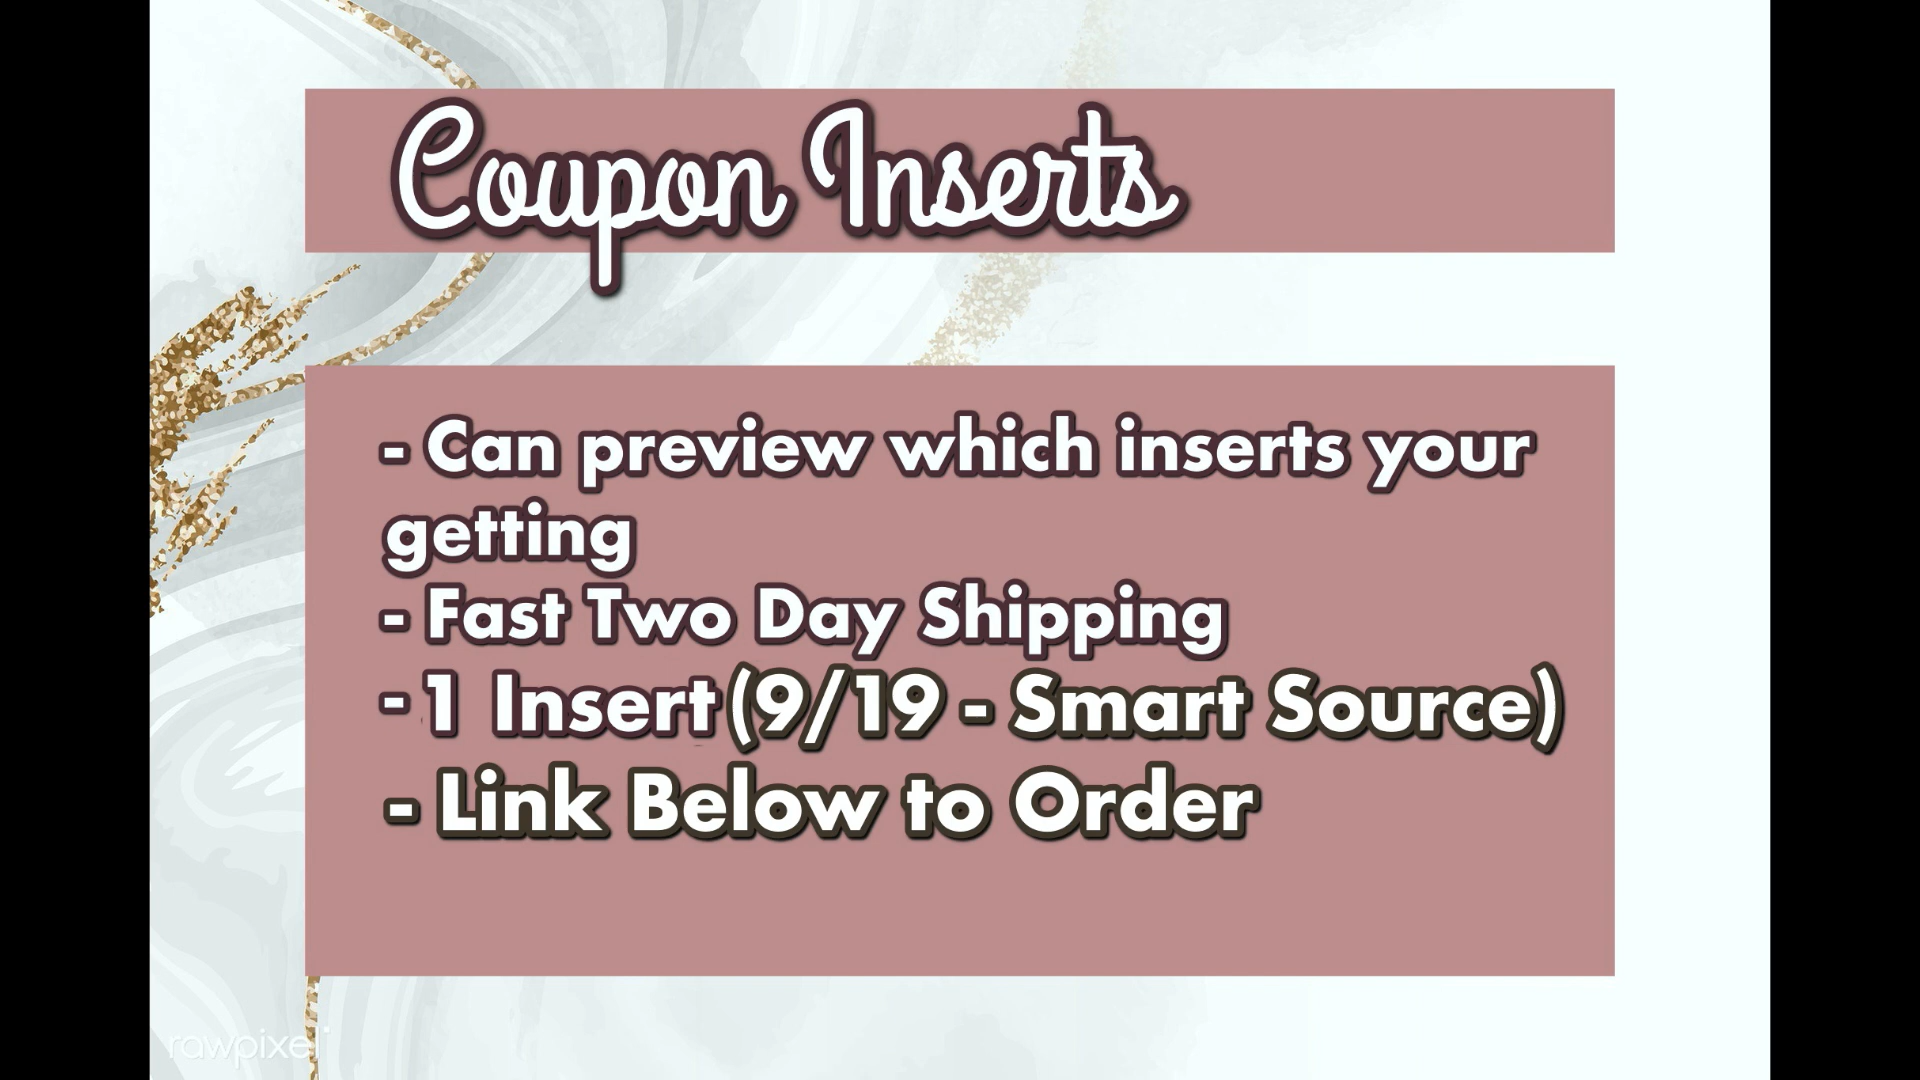 Coupon Inserts
- Can preview which inserts your
getting
- Fast Two Day Shipping
- 1 Insert (9/19 - Smart Source)
- Link Below to Order
rawpixel